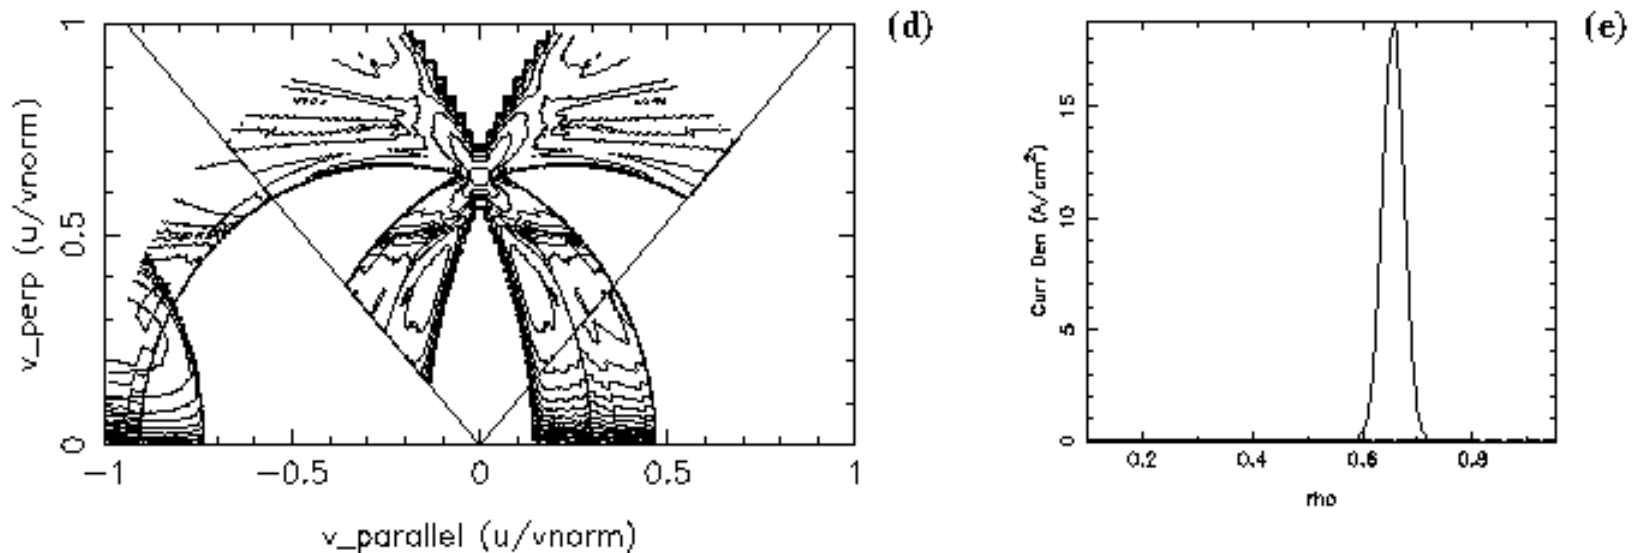 (d)
1
0.5
0
v_perp (u/vnorm)
−1
−0.5
0
0.5
1
v_parallel (u/vnorm)
(e)
15
10
5
0
Curr Den (A/cm²)
0.2
0.4
0.6
0.8
rho